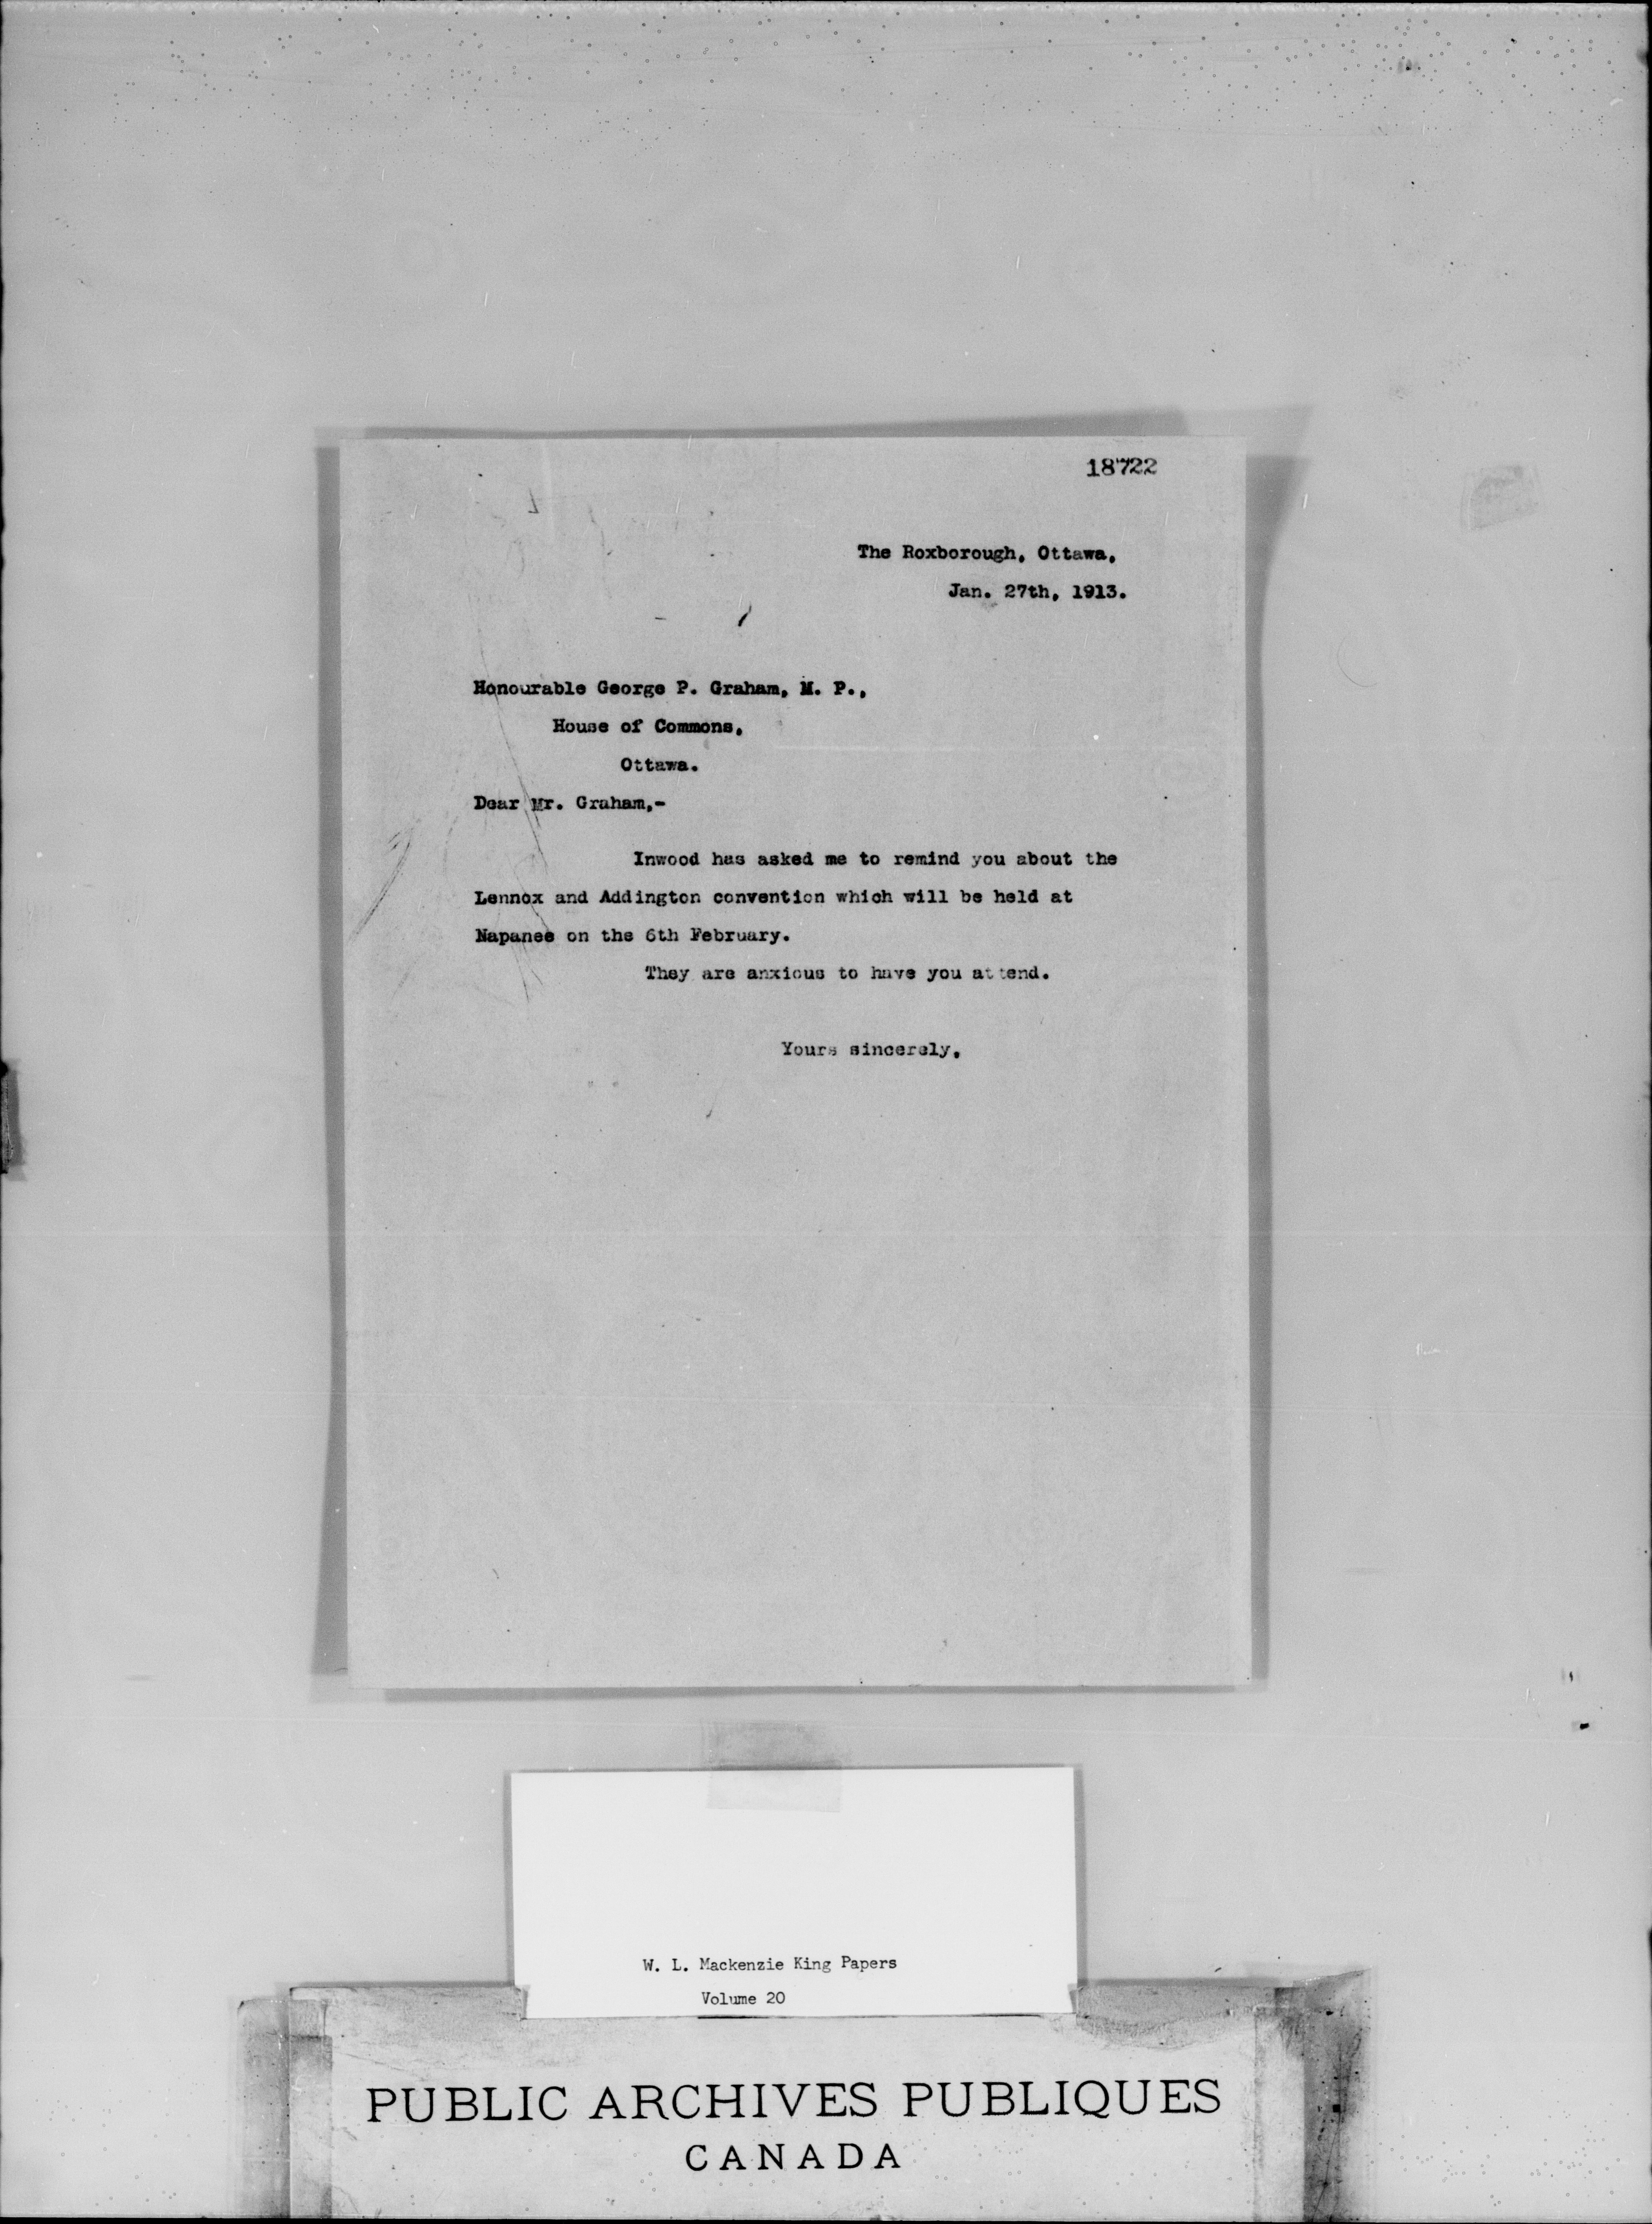 18722
The Roxborough, Ottawa,
Jan. 27th, 1913.
Honourable George P. Graham, M. P.,
House of Commons,
Ottawa.
Dear Mr. Graham,-
Inwood has asked me to remind you about the
Lennox and Addington convention which will be held at
Napanee on the 6th February.
They are anxious to have you attend.
Yours sincerely,
W. L. Mackenzie King Papers
Volume 20
PUBLIC ARCHIVES PUBLIQUES
CANADA